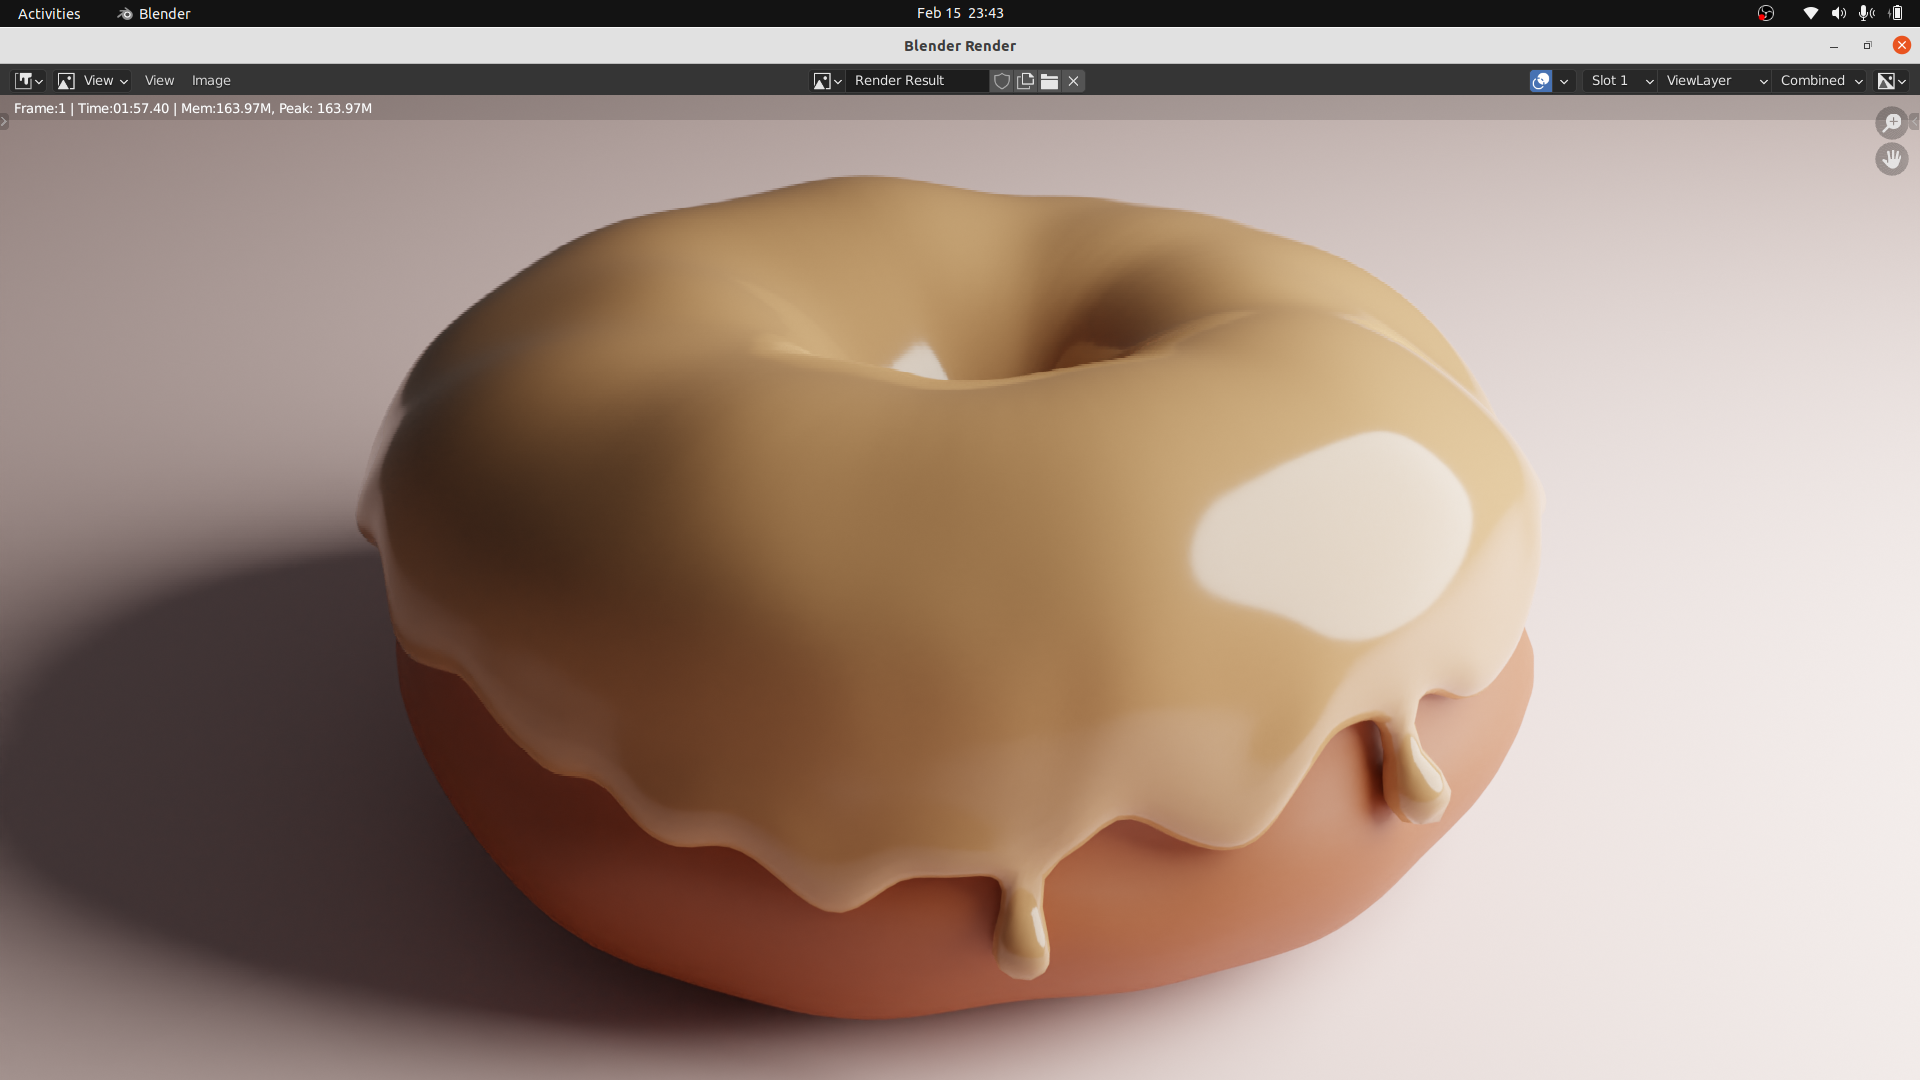 Activities Blender Feb 15 23:43
Blender Render
View View Image Render Result Slot 1 ViewLayer Combined
Frame:1 | Time:01:57.40 | Mem:163.97M, Peak: 163.97M